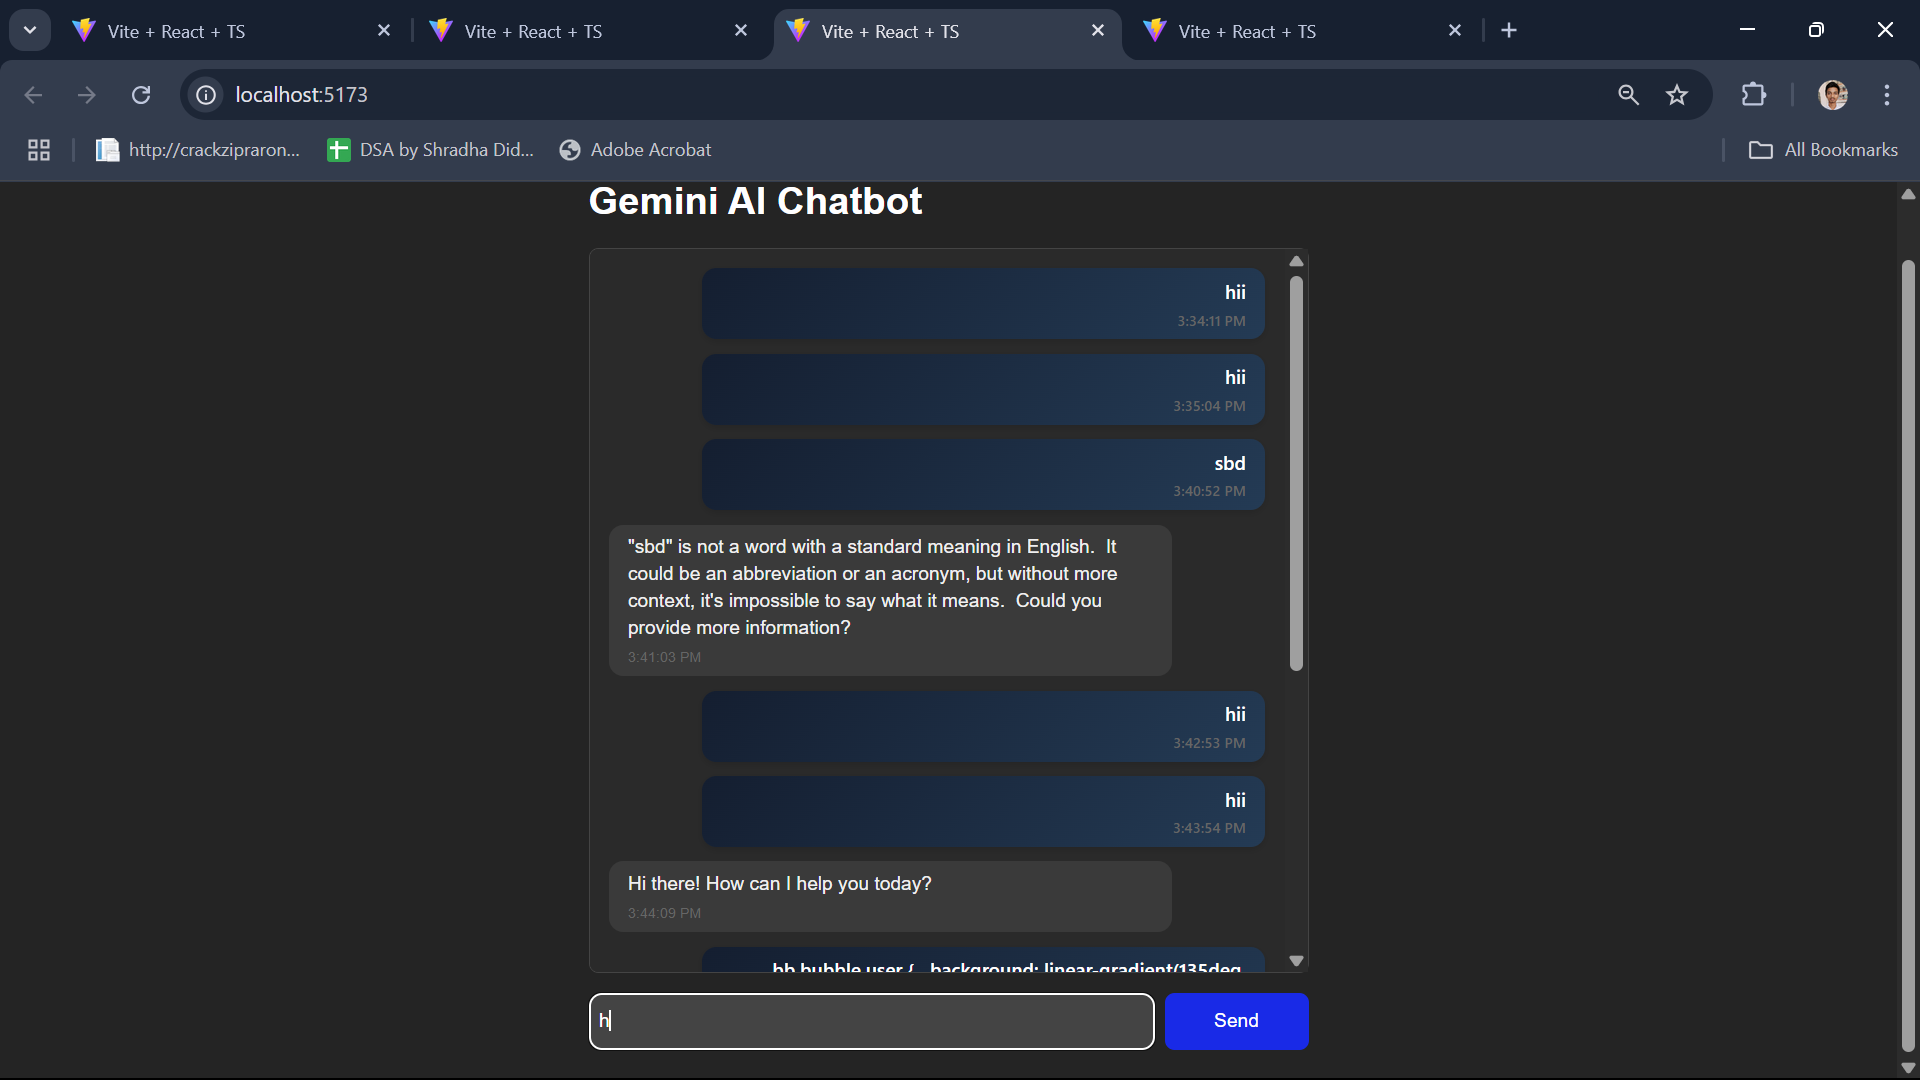 Vite + React + TS
Vite + React + TS
Vite + React + TS
Vite + React + TS
localhost:5173
http://crackzipraron...
DSA by Shradha Did...
Adobe Acrobat
All Bookmarks
Gemini AI Chatbot
hii
3:34:11 PM
hii
3:35:04 PM
sbd
3:40:52 PM
"sbd" is not a word with a standard meaning in English.  It
could be an abbreviation or an acronym, but without more
context, it's impossible to say what it means.  Could you
provide more information?
3:41:03 PM
hii
3:42:53 PM
hii
3:43:54 PM
Hi there! How can I help you today?
3:44:09 PM
bb bubble user {   background: linear-gradient(135deg,
h
Send